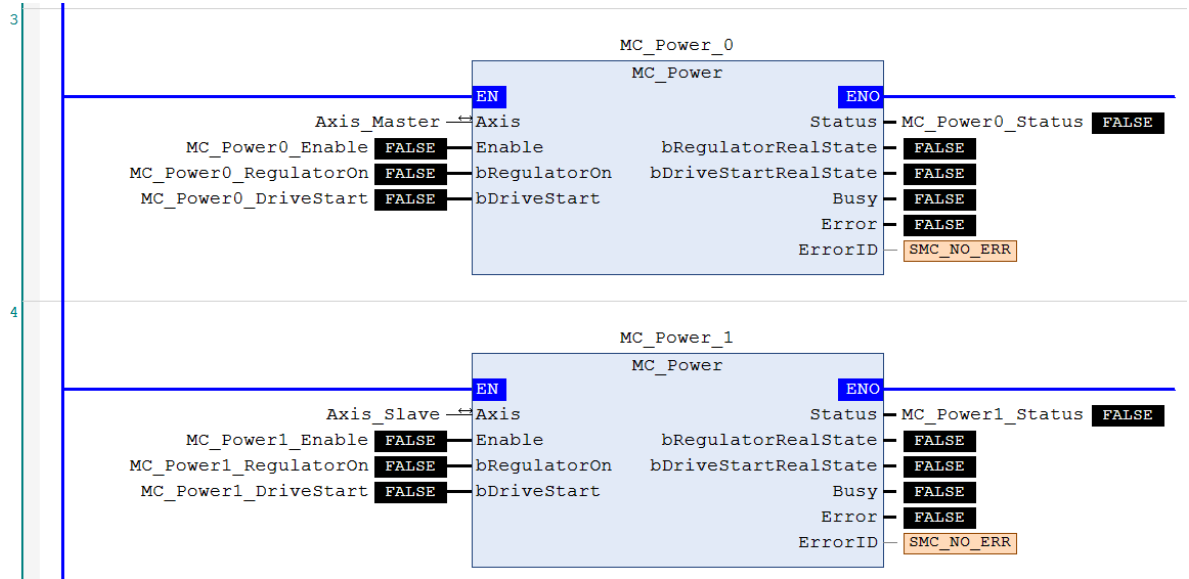 3
MC_Power_0
MC_Power
EN ENO
Axis_Master Axis Status MC_Power0_Status FALSE
MC_Power0_Enable FALSE Enable bRegulatorRealState FALSE
MC_Power0_RegulatorOn FALSE bRegulatorOn bDriveStartRealState FALSE
MC_Power0_DriveStart FALSE bDriveStart Busy FALSE
Error FALSE
ErrorID SMC_NO_ERR
4
MC_Power_1
MC_Power
EN ENO
Axis_Slave Axis Status MC_Power1_Status FALSE
MC_Power1_Enable FALSE Enable bRegulatorRealState FALSE
MC_Power1_RegulatorOn FALSE bRegulatorOn bDriveStartRealState FALSE
MC_Power1_DriveStart FALSE bDriveStart Busy FALSE
Error FALSE
ErrorID SMC_NO_ERR